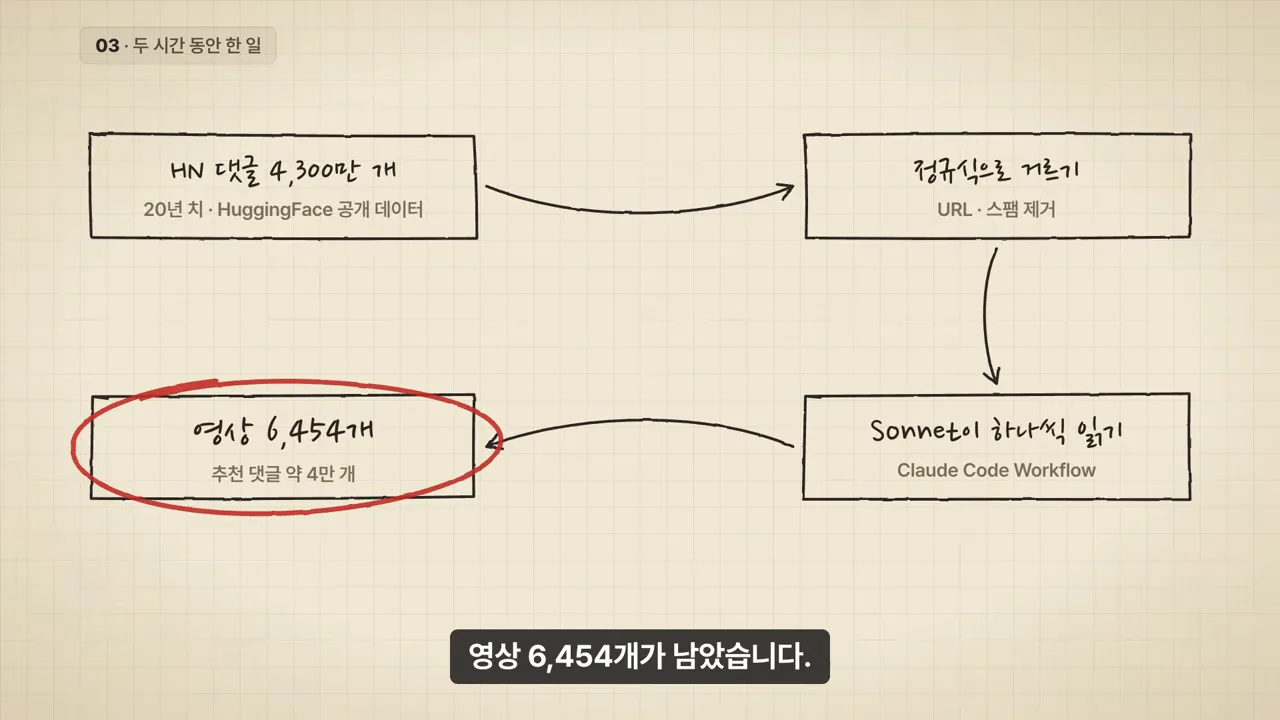 03 · 두 시간 동안 한 일
HN 댓글 4,300만 개
20년 치 · HuggingFace 공개 데이터
정규식으로 거르기
URL · 스팸 제거
Sonnet이 하나씩 읽기
Claude Code Workflow
영상 6,454개
추천 댓글 약 4만 개
영상 6,454개가 남았습니다.